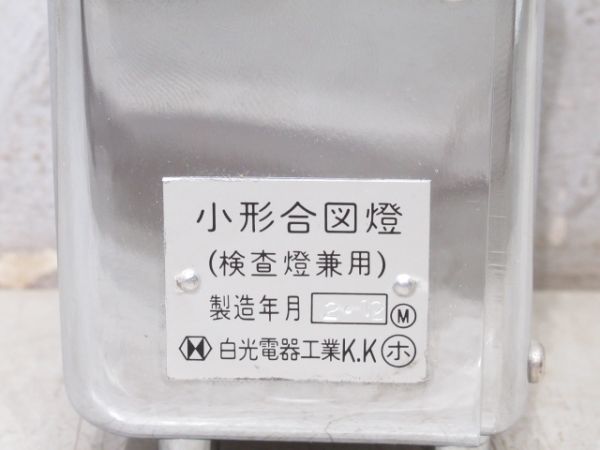 小形合図燈
(検査燈兼用)
製造年月 2-12 Ⓜ
白光電器工業K.K ㋭